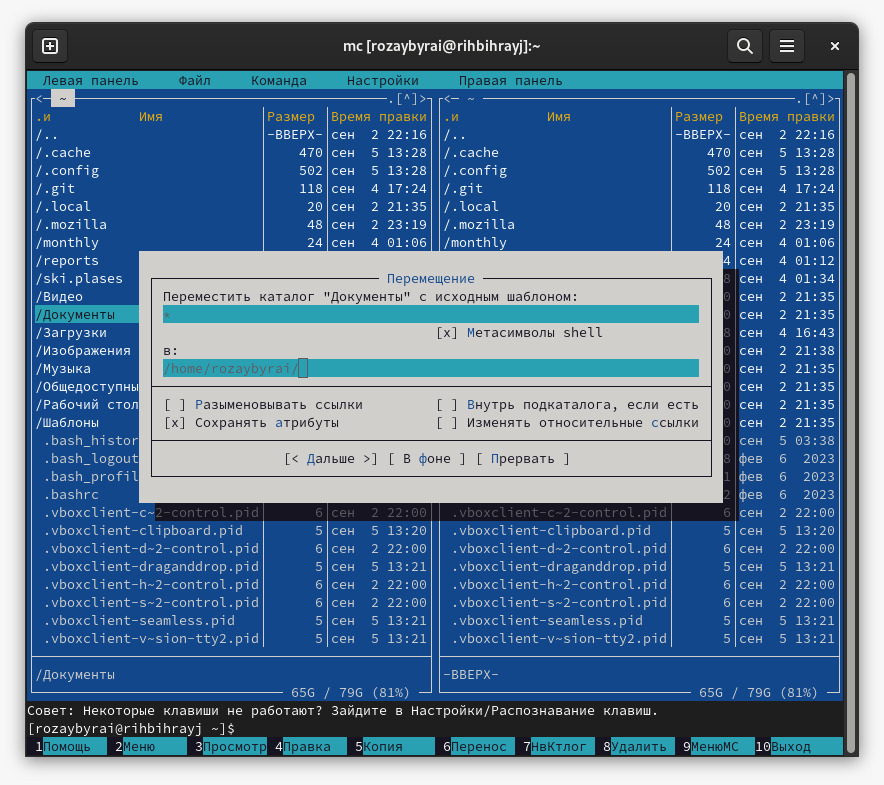 mc [rozaybyrai@rihbihrayj]:~
Левая панель Файл Команда Настройки Правая панель
<─ ~ .[^]> <─ ~ .[^]>
.и Имя Размер Время правки .и Имя Размер Время правки
/.. -ВВЕРХ- сен 2 22:16 /.. -ВВЕРХ- сен 2 22:16
/.cache 470 сен 5 13:28 /.cache 470 сен 5 13:28
/.config 502 сен 5 13:28 /.config 502 сен 5 13:28
/.git 118 сен 4 17:24 /.git 118 сен 4 17:24
/.local 20 сен 2 21:35 /.local 20 сен 2 21:35
/.mozilla 48 сен 2 23:19 /.mozilla 48 сен 2 23:19
/monthly 24 сен 4 01:06 /monthly 24 сен 4 01:06
/reports 4 сен 4 01:12
/ski.plases Перемещение 8 сен 4 01:34
/Видео Переместить каталог "Документы" с исходным шаблоном: 0 сен 2 21:35
/Документы * 0 сен 2 21:35
/Загрузки [x] Метасимволы shell 8 сен 4 16:43
/Изображения в: 0 сен 2 21:38
/Музыка /home/rozaybyrai/ 0 сен 2 21:35
/Общедоступны 0 сен 2 21:35
/Рабочий стол [ ] Разыменовывать ссылки [ ] Внутрь подкаталога, если есть 0 сен 2 21:35
/Шаблоны [x] Сохранять атрибуты [ ] Изменять относительные ссылки 0 сен 2 21:35
.bash_histor 0 сен 5 03:38
.bash_logout [< Дальше >] [ В фоне ] [ Прервать ] 8 фев 6 2023
.bash_profil 1 фев 6 2023
.bashrc 2 фев 6 2023
.vboxclient-c~2-control.pid 6 сен 2 22:00 .vboxclient-c~2-control.pid 6 сен 2 22:00
.vboxclient-clipboard.pid 5 сен 5 13:20 .vboxclient-clipboard.pid 5 сен 5 13:20
.vboxclient-d~2-control.pid 6 сен 2 22:00 .vboxclient-d~2-control.pid 6 сен 2 22:00
.vboxclient-draganddrop.pid 5 сен 5 13:21 .vboxclient-draganddrop.pid 5 сен 5 13:21
.vboxclient-h~2-control.pid 6 сен 2 22:00 .vboxclient-h~2-control.pid 6 сен 2 22:00
.vboxclient-s~2-control.pid 6 сен 2 22:00 .vboxclient-s~2-control.pid 6 сен 2 22:00
.vboxclient-seamless.pid 5 сен 5 13:21 .vboxclient-seamless.pid 5 сен 5 13:21
.vboxclient-v~sion-tty2.pid 5 сен 5 13:21 .vboxclient-v~sion-tty2.pid 5 сен 5 13:21
/Документы -ВВЕРХ-
65G / 79G (81%) 65G / 79G (81%)
Совет: Некоторые клавиши не работают? Зайдите в Настройки/Распознавание клавиш.
[rozaybyrai@rihbihrayj ~]$
1Помощь 2Меню 3Просмотр 4Правка 5Копия 6Перенос 7НвКтлог 8Удалить 9МенюMC 10Выход